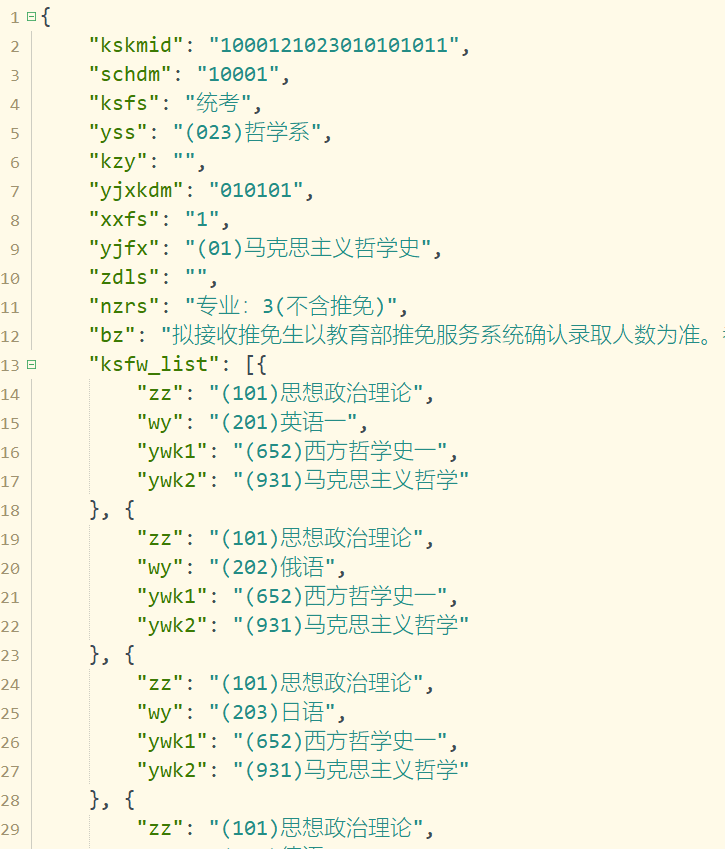 1 {
2 "kskmid": "1000121023010101011",
3 "schdm": "10001",
4 "ksfs": "统考",
5 "yss": "(023)哲学系",
6 "kzy": "",
7 "yjxkdm": "010101",
8 "xxfs": "1",
9 "yjfx": "(01)马克思主义哲学史",
10 "zdls": "",
11 "nzrs": "专业: 3(不含推免)",
12 "bz": "拟接收推免生以教育部推免服务系统确认录取人数为准。
13 "ksfw_list": [{
14 "zz": "(101)思想政治理论",
15 "wy": "(201)英语一",
16 "ywk1": "(652)西方哲学史一",
17 "ywk2": "(931)马克思主义哲学"
18 }, {
19 "zz": "(101)思想政治理论",
20 "wy": "(202)俄语",
21 "ywk1": "(652)西方哲学史一",
22 "ywk2": "(931)马克思主义哲学"
23 }, {
24 "zz": "(101)思想政治理论",
25 "wy": "(203)日语",
26 "ywk1": "(652)西方哲学史一",
27 "ywk2": "(931)马克思主义哲学"
28 }, {
29 "zz": "(101)思想政治理论",